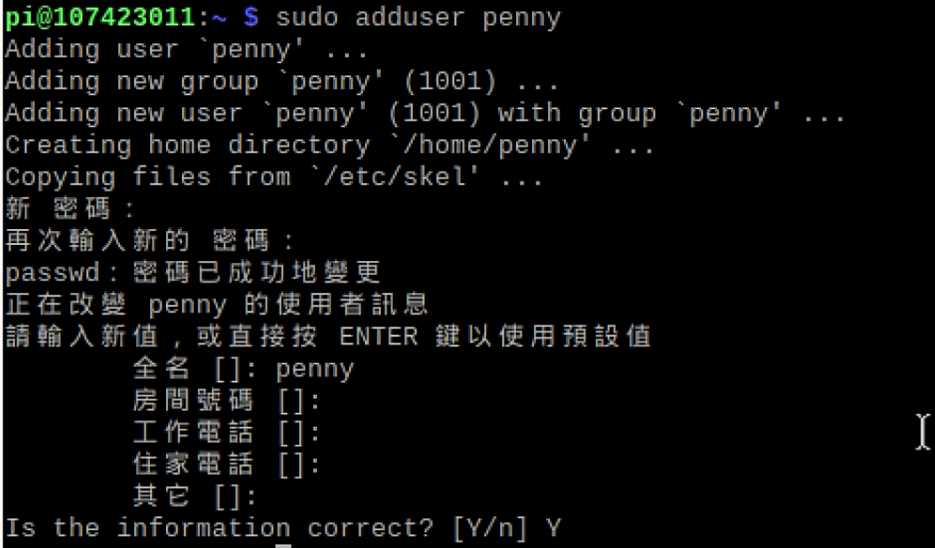 pi@107423011:~ $ sudo adduser penny
Adding user `penny' ...
Adding new group `penny' (1001) ...
Adding new user `penny' (1001) with group `penny' ...
Creating home directory `/home/penny' ...
Copying files from `/etc/skel' ...
新 密碼：
再次輸入新的 密碼：
passwd：密碼已成功地變更
正在改變 penny 的使用者訊息
請輸入新值，或直接按 ENTER 鍵以使用預設值
全名 []: penny
房間號碼 []:
工作電話 []:
住家電話 []:
其它 []:
Is the information correct? [Y/n] Y